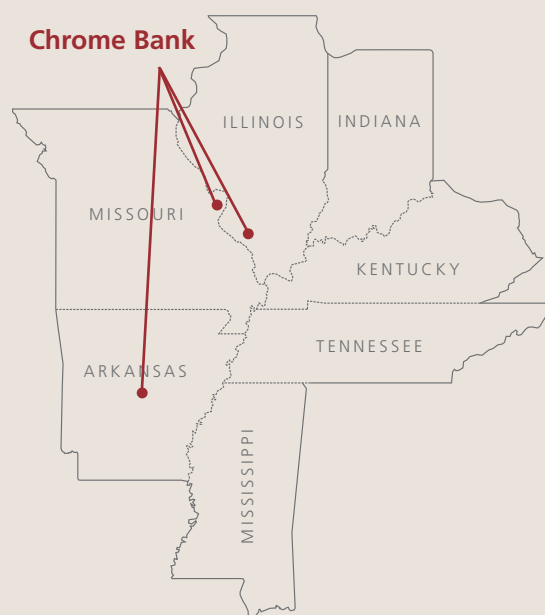 Chrome Bank
ILLINOIS
INDIANA
MISSOURI
KENTUCKY
TENNESSEE
ARKANSAS
MISSISSIPPI